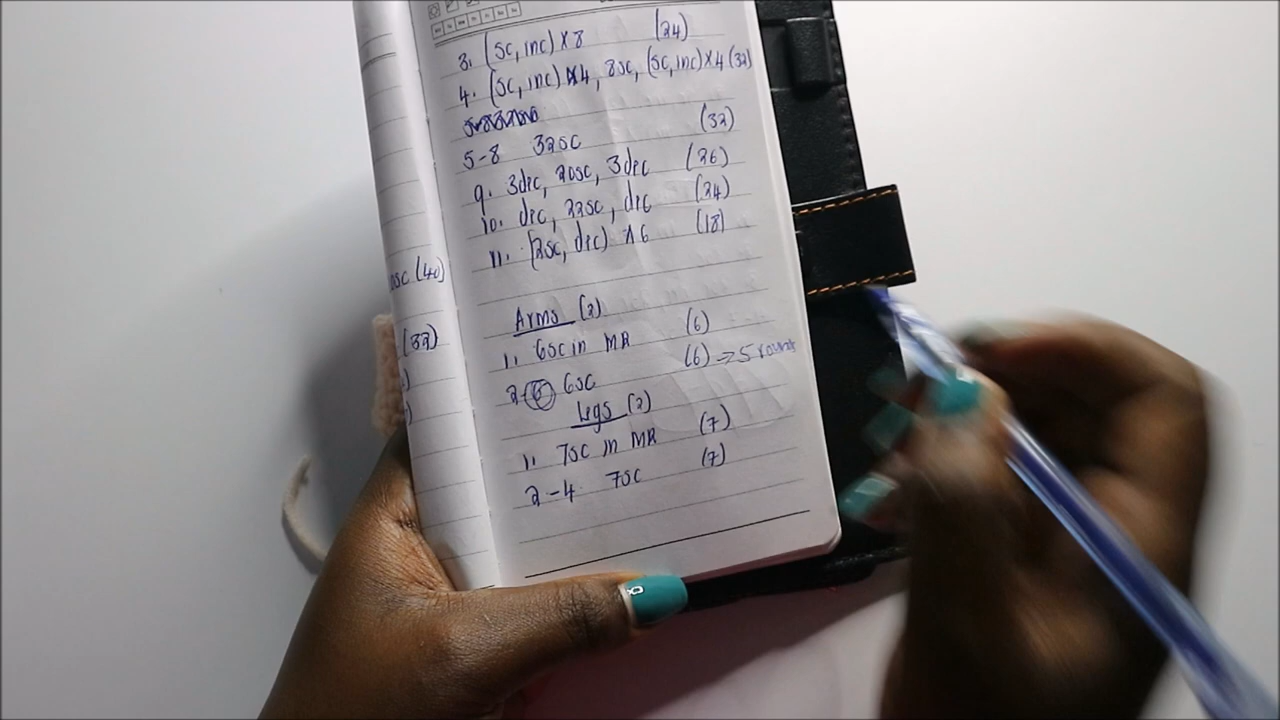 3. (sc, inc) x 8 (24)
4. (sc, inc) x4, 8sc, (sc, inc) x 4 (32)
5-8 32sc (32)
9. 3dec, 20sc, 3dec (26)
10. dec, 22sc, dec (24)
11. (2sc, dec) x6 (18)
Arms (2)
1. 6sc in MR (6)
2- 6sc (6) → 5 rounds
Legs (2)
1. 7sc in MR (7)
2-4 7sc (7)
sc (40)
(32)